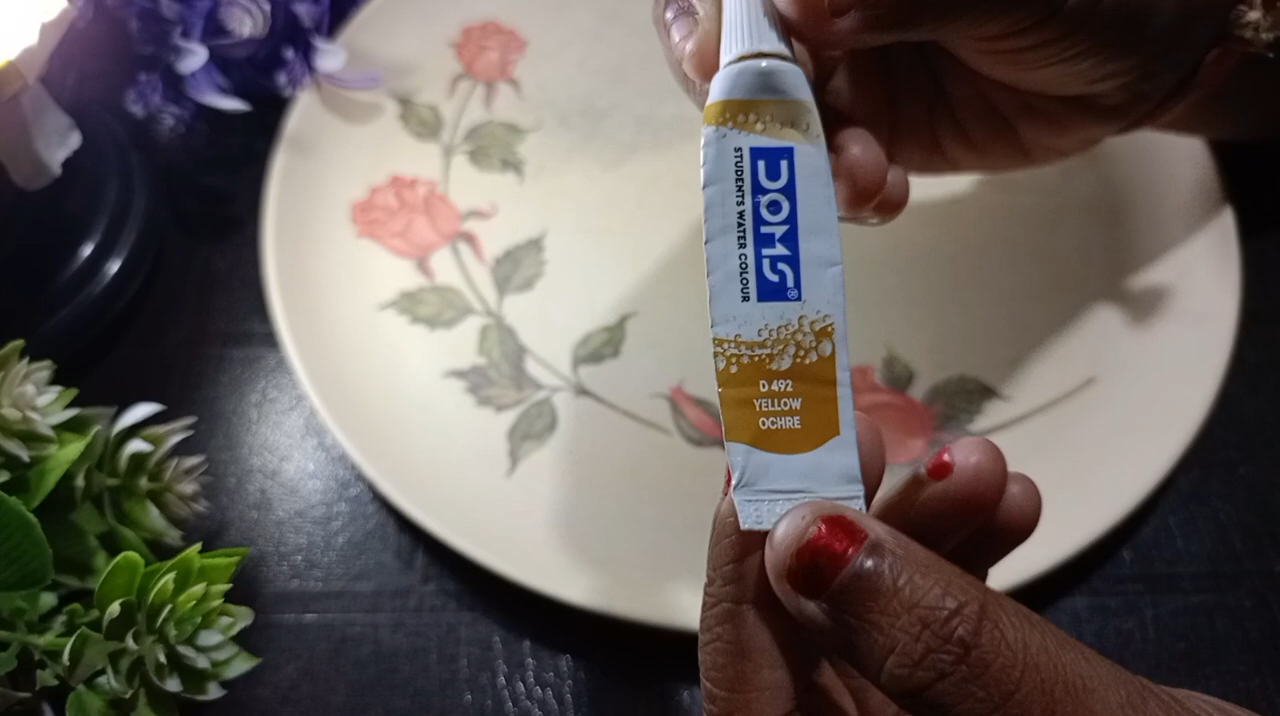 DOMS®
STUDENTS WATER COLOUR
D 492
YELLOW
OCHRE